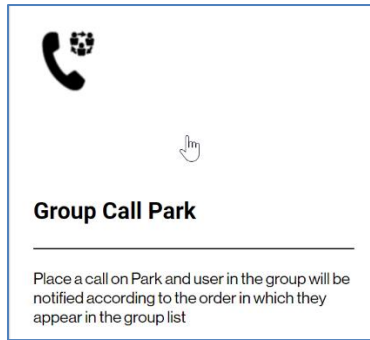 Group Call Park
Place a call on Park and user in the group will be
notified according to the order in which they
appear in the group list